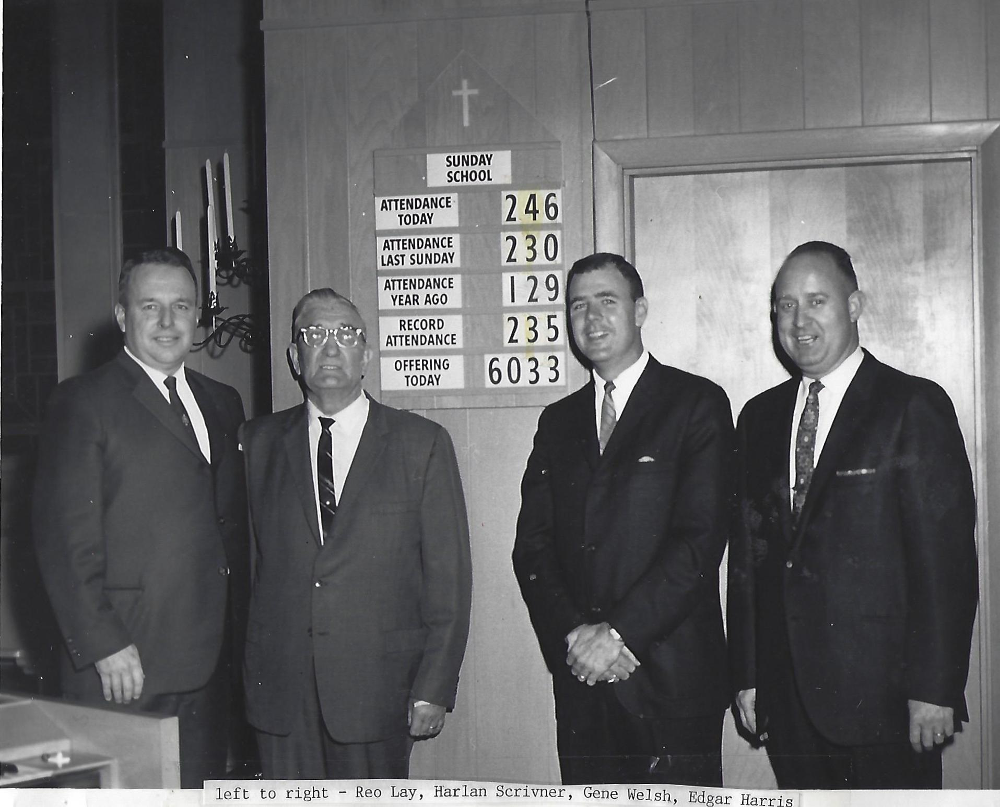 SUNDAY
SCHOOL
ATTENDANCE
TODAY
246
ATTENDANCE
LAST SUNDAY
230
ATTENDANCE
YEAR AGO
129
RECORD
ATTENDANCE
235
OFFERING
TODAY
6033
left to right - Reo Lay, Harlan Scrivner, Gene Welsh, Edgar Harris